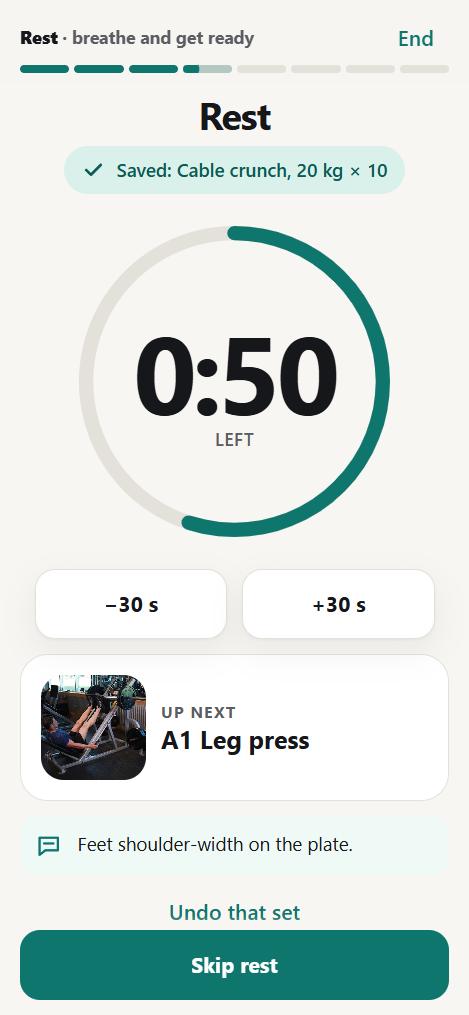 Rest · breathe and get ready
End
Rest
Saved: Cable crunch, 20 kg × 10
0:50
LEFT
−30 s
+30 s
UP NEXT
A1 Leg press
Feet shoulder-width on the plate.
Undo that set
Skip rest